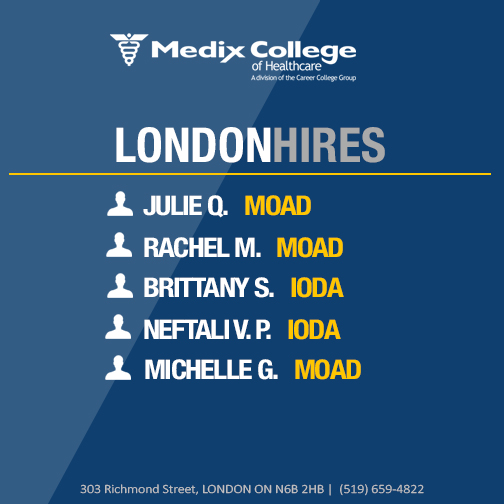 Medix College
of Healthcare
A division of the Career College Group
LONDONHIRES
JULIE Q. MOAD
RACHEL M. MOAD
BRITTANY S. IODA
NEFTALI V. P. IODA
MICHELLE G. MOAD
303 Richmond Street, LONDON ON N6B 2HB | (519) 659-4822